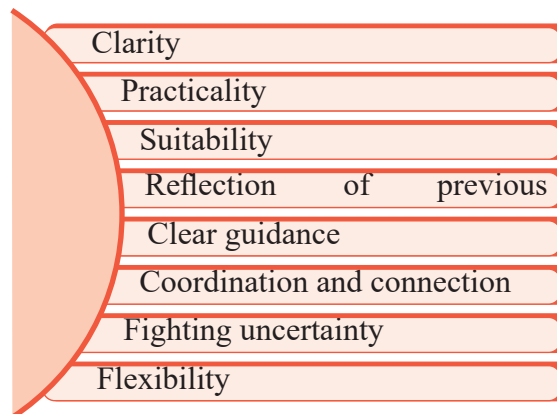 Clarity
Practicality
Suitability
Reflection of previous
Clear guidance
Coordination and connection
Fighting uncertainty
Flexibility